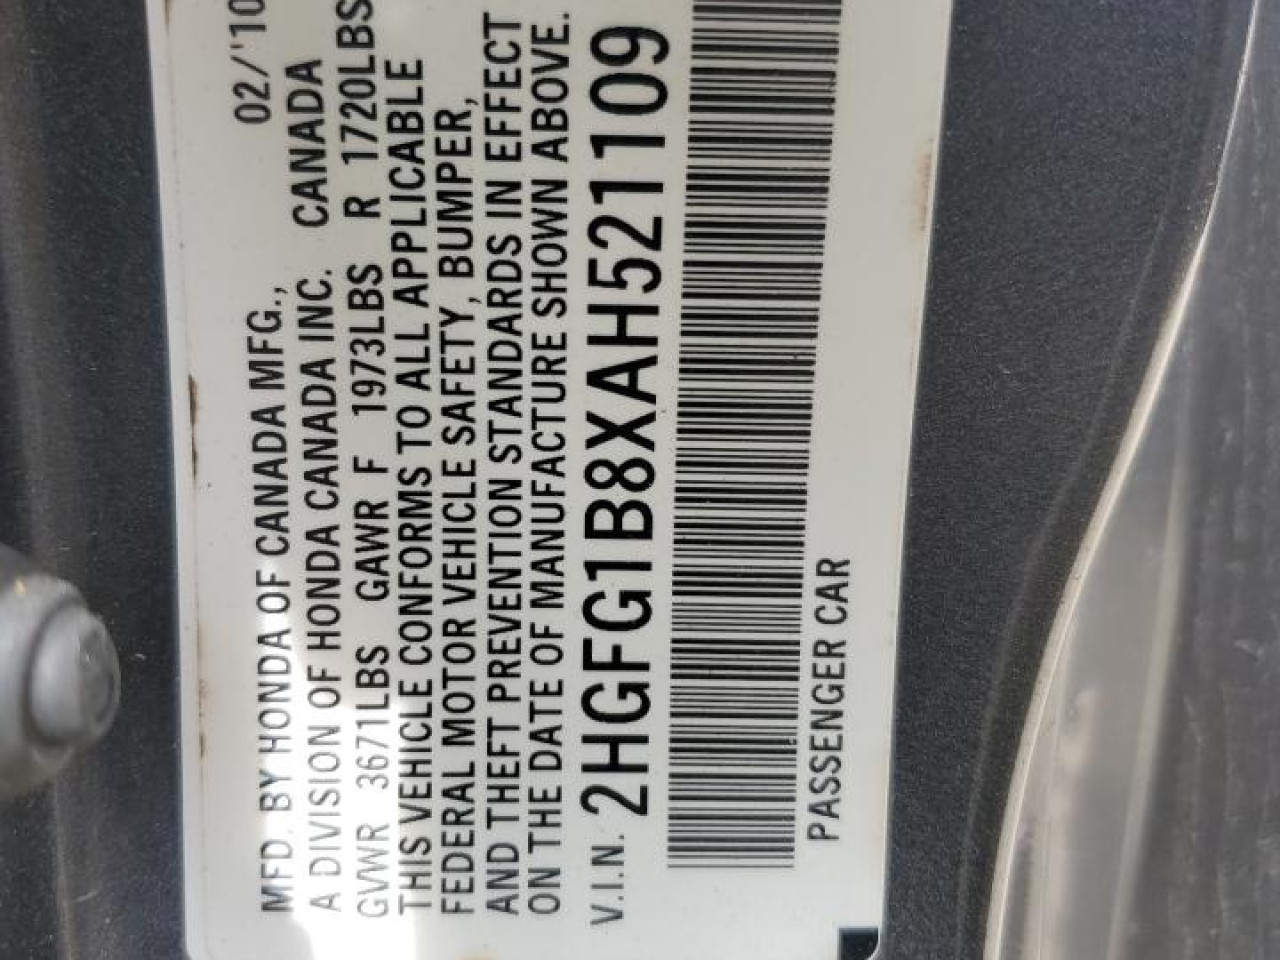 MFD. BY HONDA OF CANADA MFG., 02/'10
A DIVISION OF HONDA CANADA INC. CANADA
GVWR 3671LBS GAWR F 1973LBS R 1720LBS
THIS VEHICLE CONFORMS TO ALL APPLICABLE
FEDERAL MOTOR VEHICLE SAFETY, BUMPER,
AND THEFT PREVENTION STANDARDS IN EFFECT
ON THE DATE OF MANUFACTURE SHOWN ABOVE.
V.I.N. 2HGFG1B8XAH521109
PASSENGER CAR